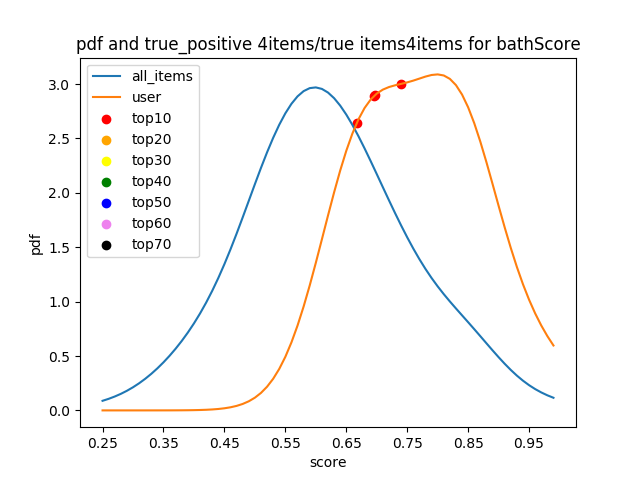 pdf and true_positive 4items/true items4items for bathScore
all_items
user
top10
top20
top30
top40
top50
top60
top70
3.0
2.5
2.0
1.5
1.0
0.5
0.0
pdf
0.25 0.35 0.45 0.55 0.65 0.75 0.85 0.95
score